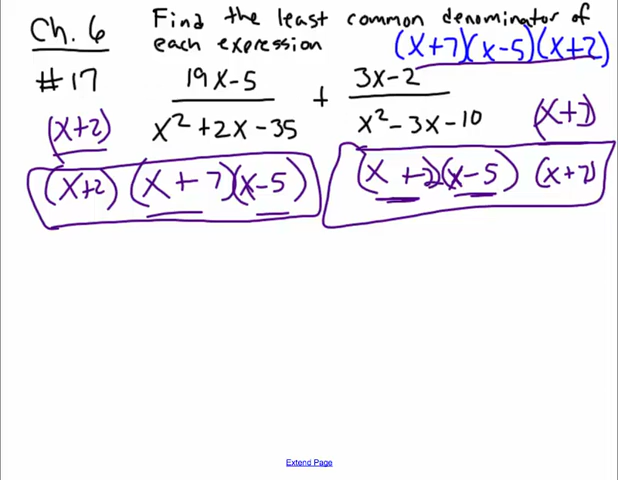 Ch. 6 Find the least common denominator of
each expression (x+7)(x-5)(x+2)
#17 19x-5 + 3x-2
(x+2) x²+2x-35 x²-3x-10 (x+7)
(x+2)(x+7)(x-5) (x+2)(x-5)(x+7)
Extend Page